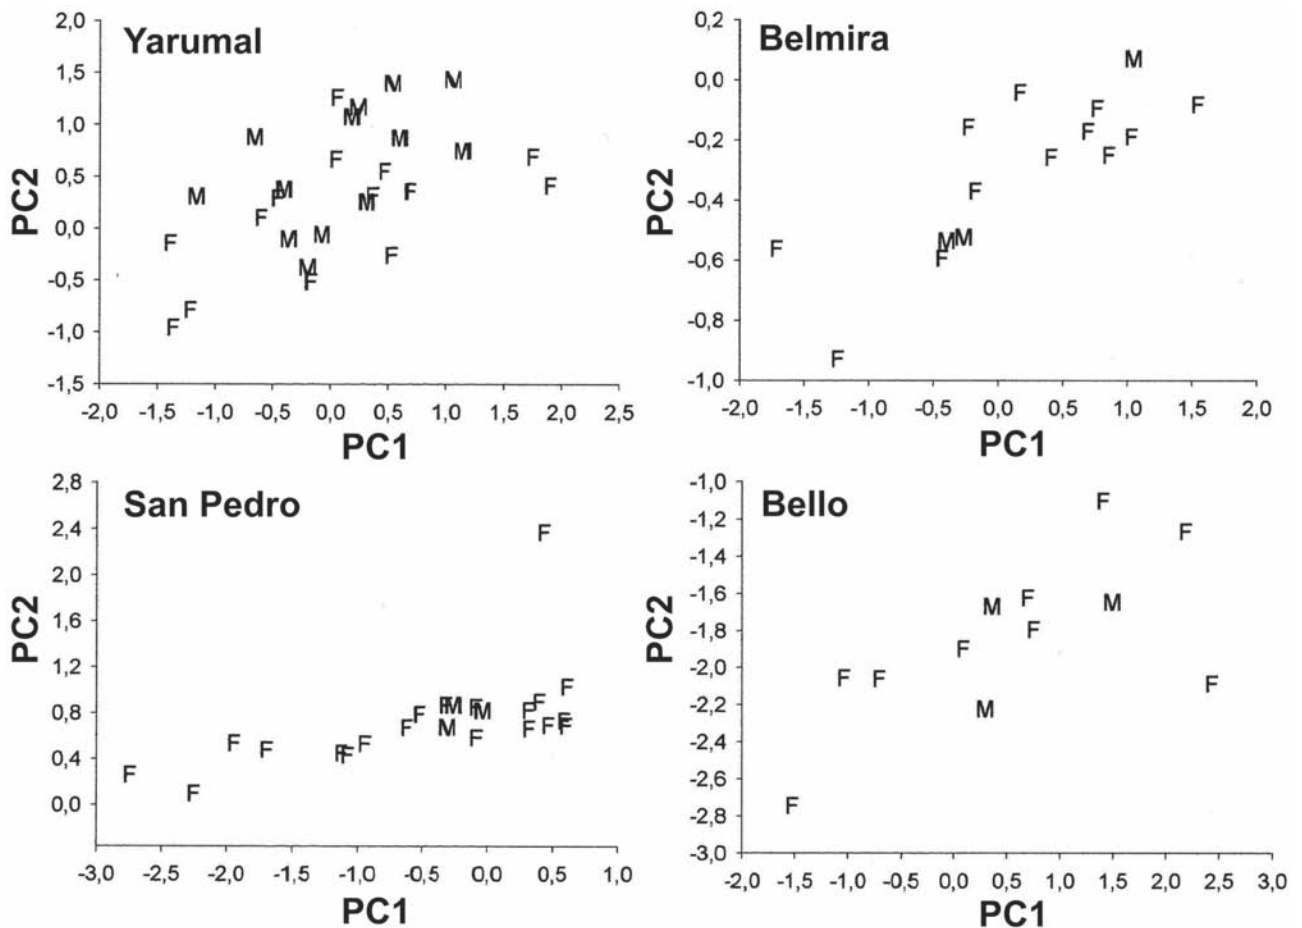 Yarumal
PC2
2,0
1,5
1,0
0,5
0,0
-0,5
-1,0
-1,5
M M
F M
M
M M
F M
F F
M M F F F
F M
F M M
F
M
F
F
F
-2,0 -1,5 -1,0 -0,5 0,0 0,5 1,0 1,5 2,0 2,5
PC1
Belmira
PC2
0,2
0,0
-0,2
-0,4
-0,6
-0,8
-1,0
M
F
F F
F F F
F F
F
M M
F F
F
-2,0 -1,5 -1,0 -0,5 0,0 0,5 1,0 1,5 2,0
PC1
San Pedro
PC2
2,8
2,4
2,0
1,6
1,2
0,8
0,4
0,0
F
F
F M F F
F M F
F M F F F F
F F F F
F F
F
F
-3,0 -2,5 -1,5 -1,0 -1,5 -1,0 0,0 0,5 1,0
PC1
Bello
PC2
-1,0
-1,2
-1,4
-1,6
-1,8
-2,0
-2,2
-2,4
-2,6
-2,8
-3,0
F
F
M F M
F
F
F F F
M
F
-2,0 -1,5 -1,0 -0,5 0,0 0,5 1,0 1,5 2,0 2,5 3,0
PC1